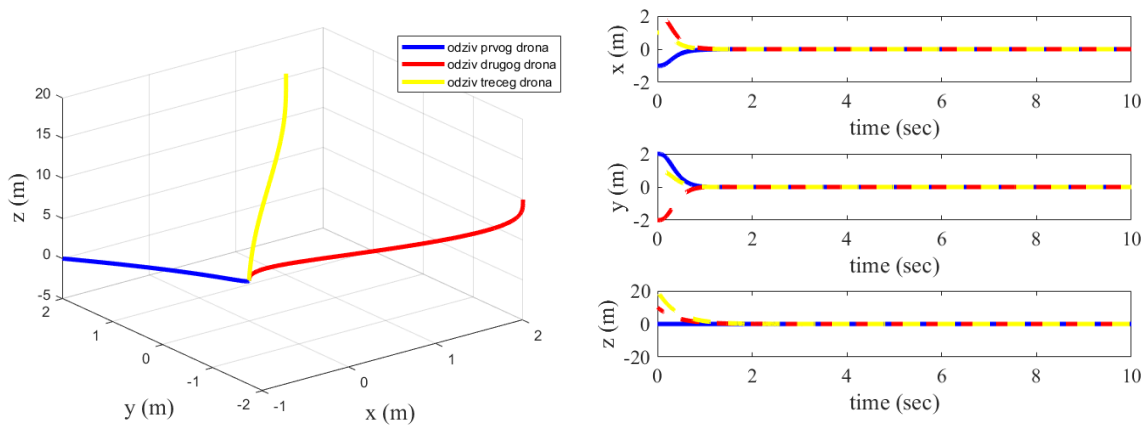 20
15
10
5
0
-5
z (m)
2
1
0
-1
-2
y (m)
-1
0
1
2
x (m)
odziv prvog drona
odziv drugog drona
odziv treceg drona
2
0
-2
x (m)
0 2 4 6 8 10
time (sec)
2
0
-2
y (m)
0 2 4 6 8 10
time (sec)
20
0
-20
z (m)
0 2 4 6 8 10
time (sec)